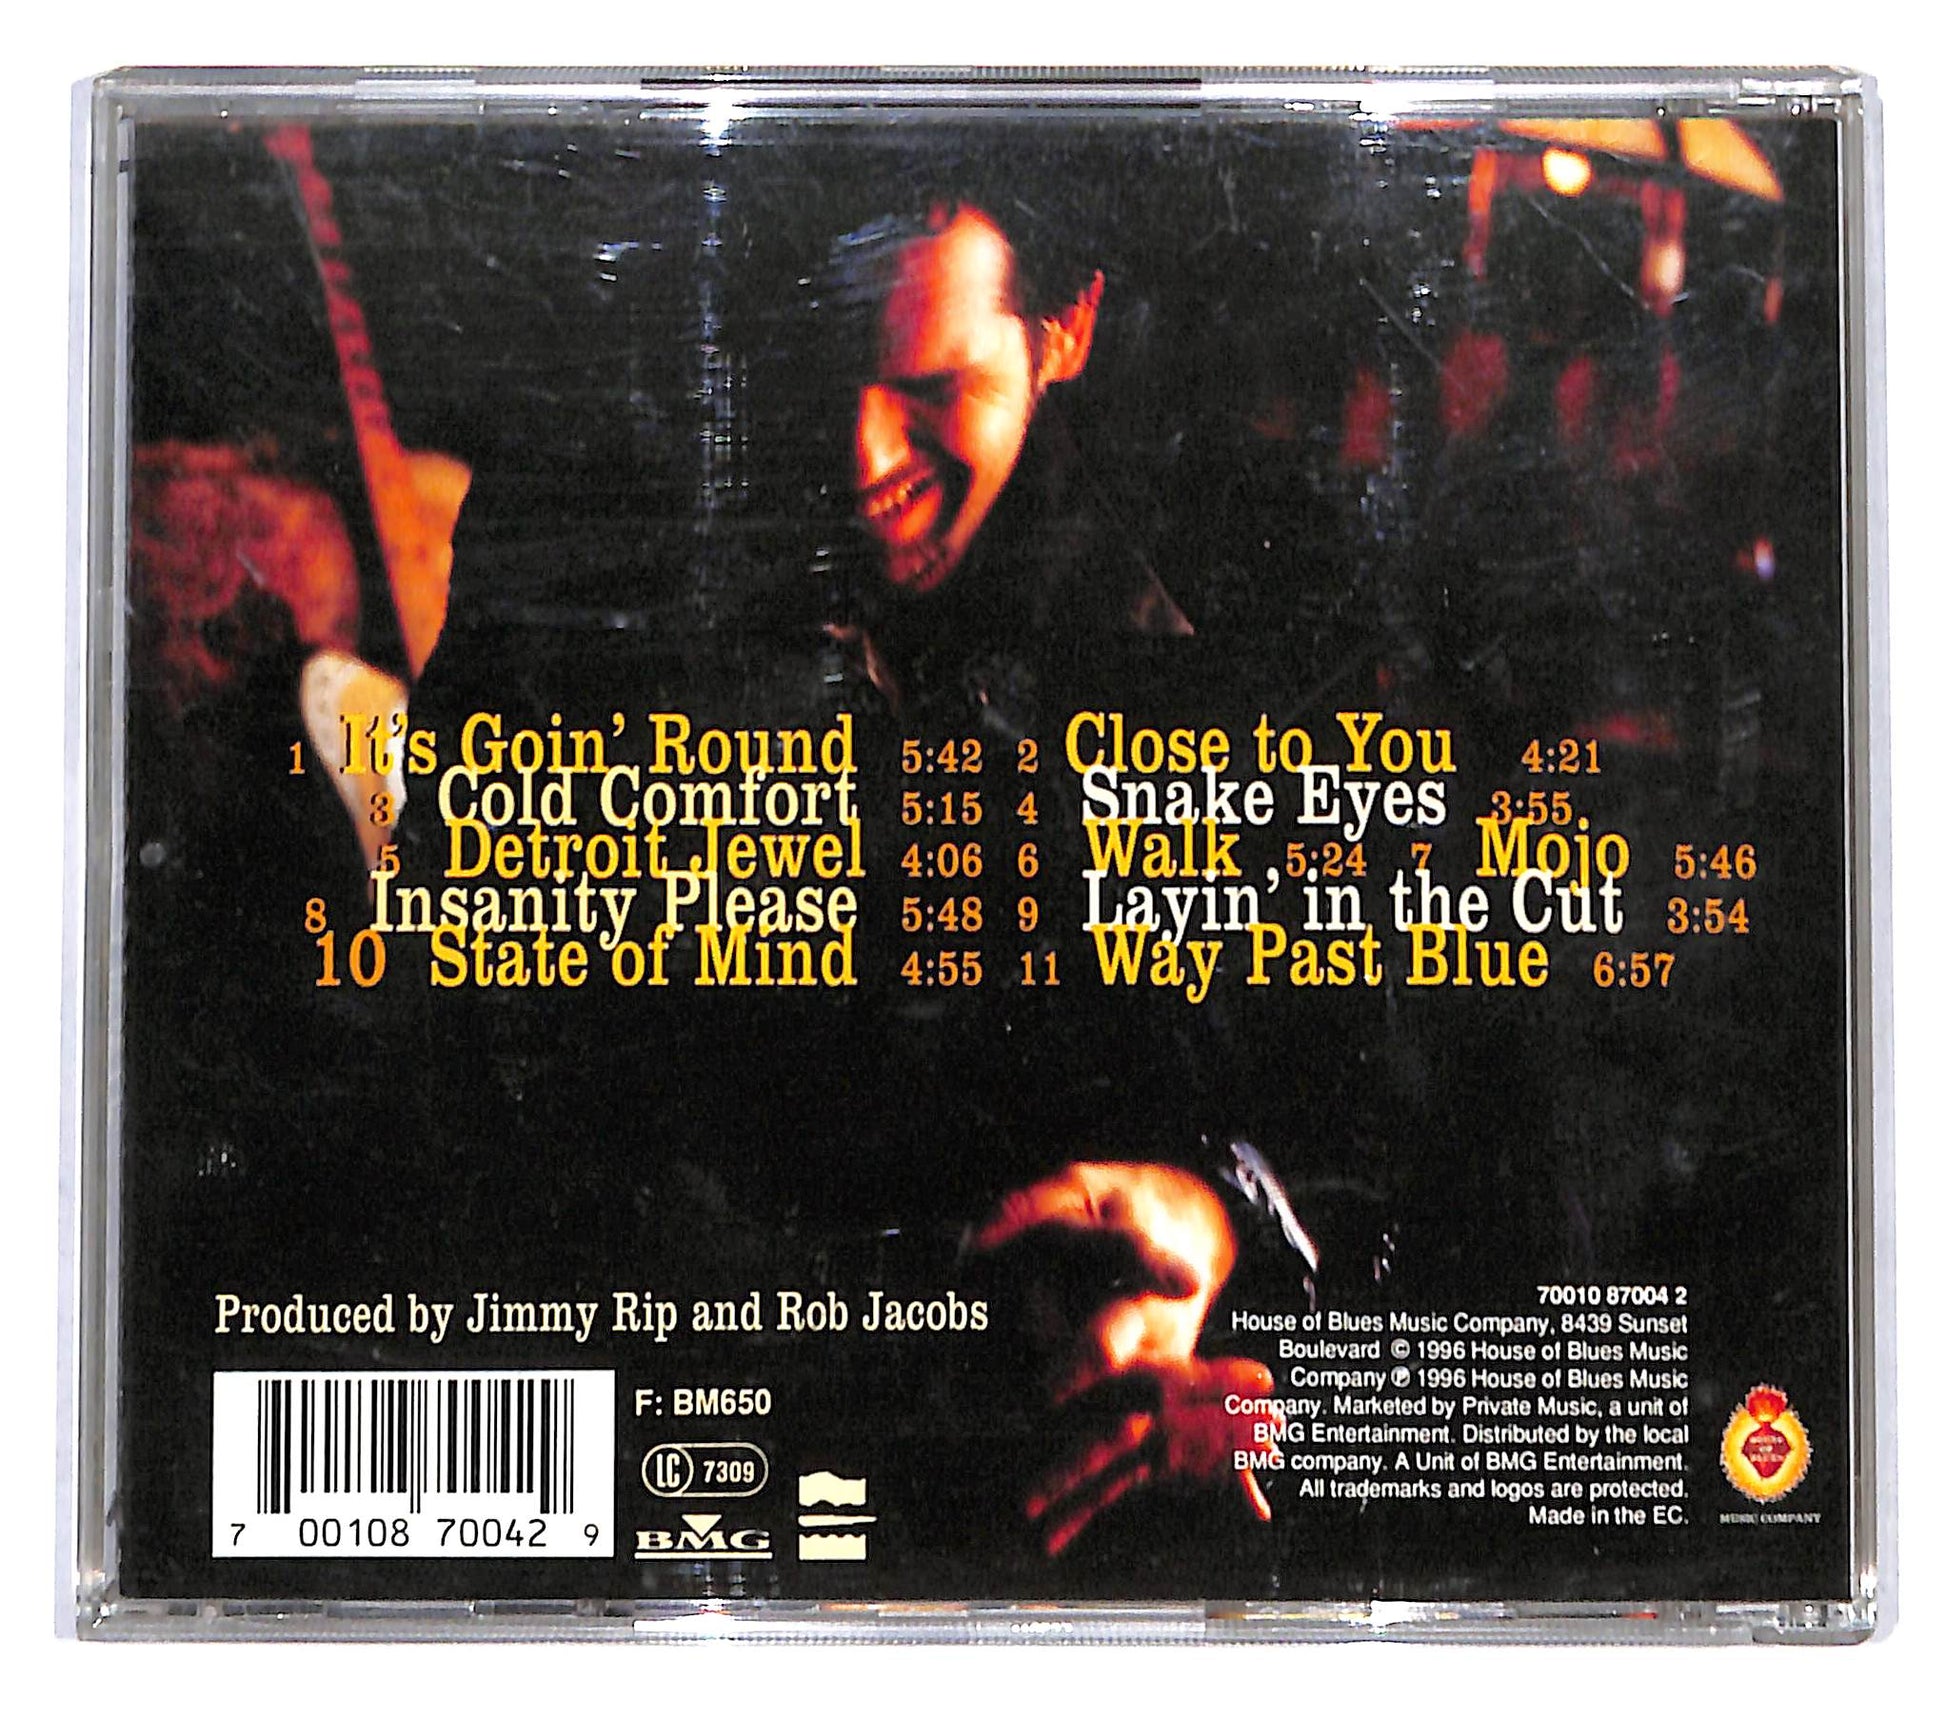 1 It's Goin' Round 5:42 2 Close to You 4:21
3 Cold Comfort 5:15 4 Snake Eyes 3:55
5 Detroit Jewel 4:06 6 Walk 5:24 7 Mojo 5:46
8 Insanity Please 5:48 9 Layin' in the Cut 3:54
10 State of Mind 4:55 11 Way Past Blue 6:57
Produced by Jimmy Rip and Rob Jacobs
7 00108 70042 9
F: BM650
LC 7309
BMG
70010 87004 2
House of Blues Music Company, 8439 Sunset
Boulevard © 1996 House of Blues Music
Company ℗ 1996 House of Blues Music
Company. Marketed by Private Music, a unit of
BMG Entertainment. Distributed by the local
BMG company. A Unit of BMG Entertainment.
All trademarks and logos are protected.
Made in the EC.
HOUSE
OF
BLUES
MUSIC COMPANY